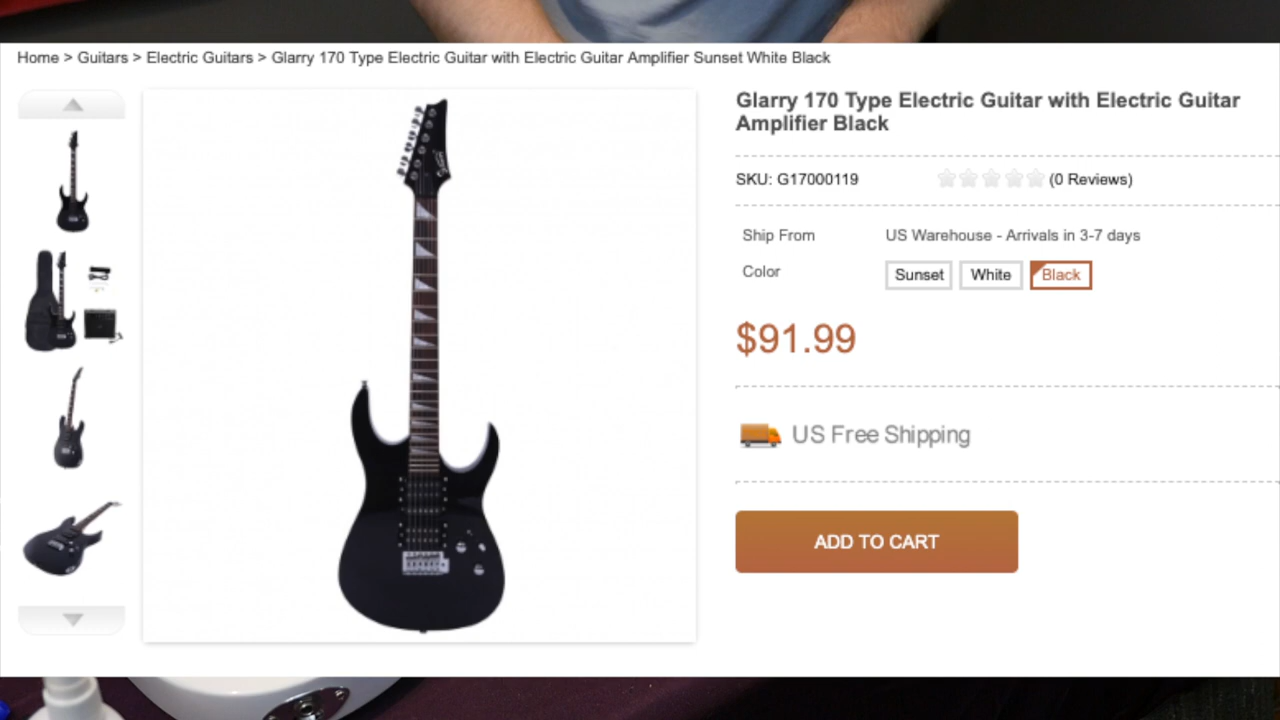 Home > Guitars > Electric Guitars > Glarry 170 Type Electric Guitar with Electric Guitar Amplifier Sunset White Black
Glarry 170 Type Electric Guitar with Electric Guitar
Amplifier Black
SKU: G17000119 (0 Reviews)
Ship From US Warehouse - Arrivals in 3-7 days
Color Sunset White Black
$91.99
US Free Shipping
ADD TO CART